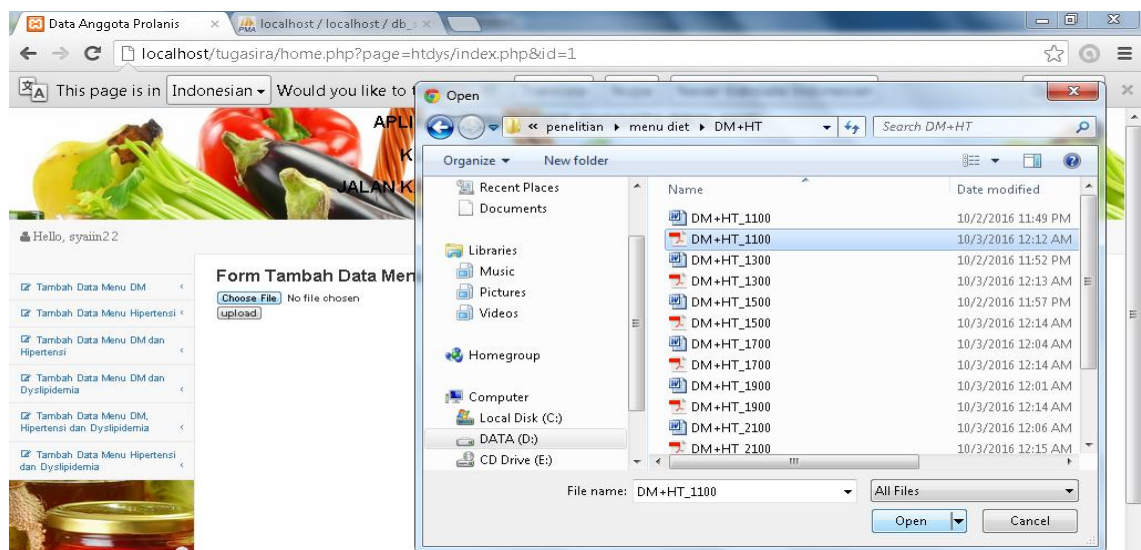 Data Anggota Prolanis
localhost / localhost / db_
localhost/tugasira/home.php?page=htdys/index.php&id=1
This page is in Indonesian Would you like to
APLI
K
JALAN K
Hello, syaiin22
Tambah Data Menu DM
Tambah Data Menu Hipertensi
Tambah Data Menu DM dan
Hipertensi
Tambah Data Menu DM dan
Dyslipidemia
Tambah Data Menu DM,
Hipertensi dan Dyslipidemia
Tambah Data Menu Hipertensi
dan Dyslipidemia
Form Tambah Data Men
Choose File No file chosen
upload
Open
« penelitian menu diet DM+HT
Search DM+HT
Organize New folder
Recent Places
Documents
Libraries
Music
Pictures
Videos
Homegroup
Computer
Local Disk (C:)
DATA (D:)
CD Drive (E:)
Name Date modified
DM+HT_1100 10/2/2016 11:49 PM
DM+HT_1100 10/3/2016 12:12 AM
DM+HT_1300 10/2/2016 11:52 PM
DM+HT_1300 10/3/2016 12:13 AM
DM+HT_1500 10/2/2016 11:57 PM
DM+HT_1500 10/3/2016 12:14 AM
DM+HT_1700 10/3/2016 12:04 AM
DM+HT_1700 10/3/2016 12:14 AM
DM+HT_1900 10/3/2016 12:01 AM
DM+HT_1900 10/3/2016 12:14 AM
DM+HT_2100 10/3/2016 12:06 AM
DM+HT_2100 10/3/2016 12:15 AM
File name: DM+HT_1100 All Files
Open Cancel